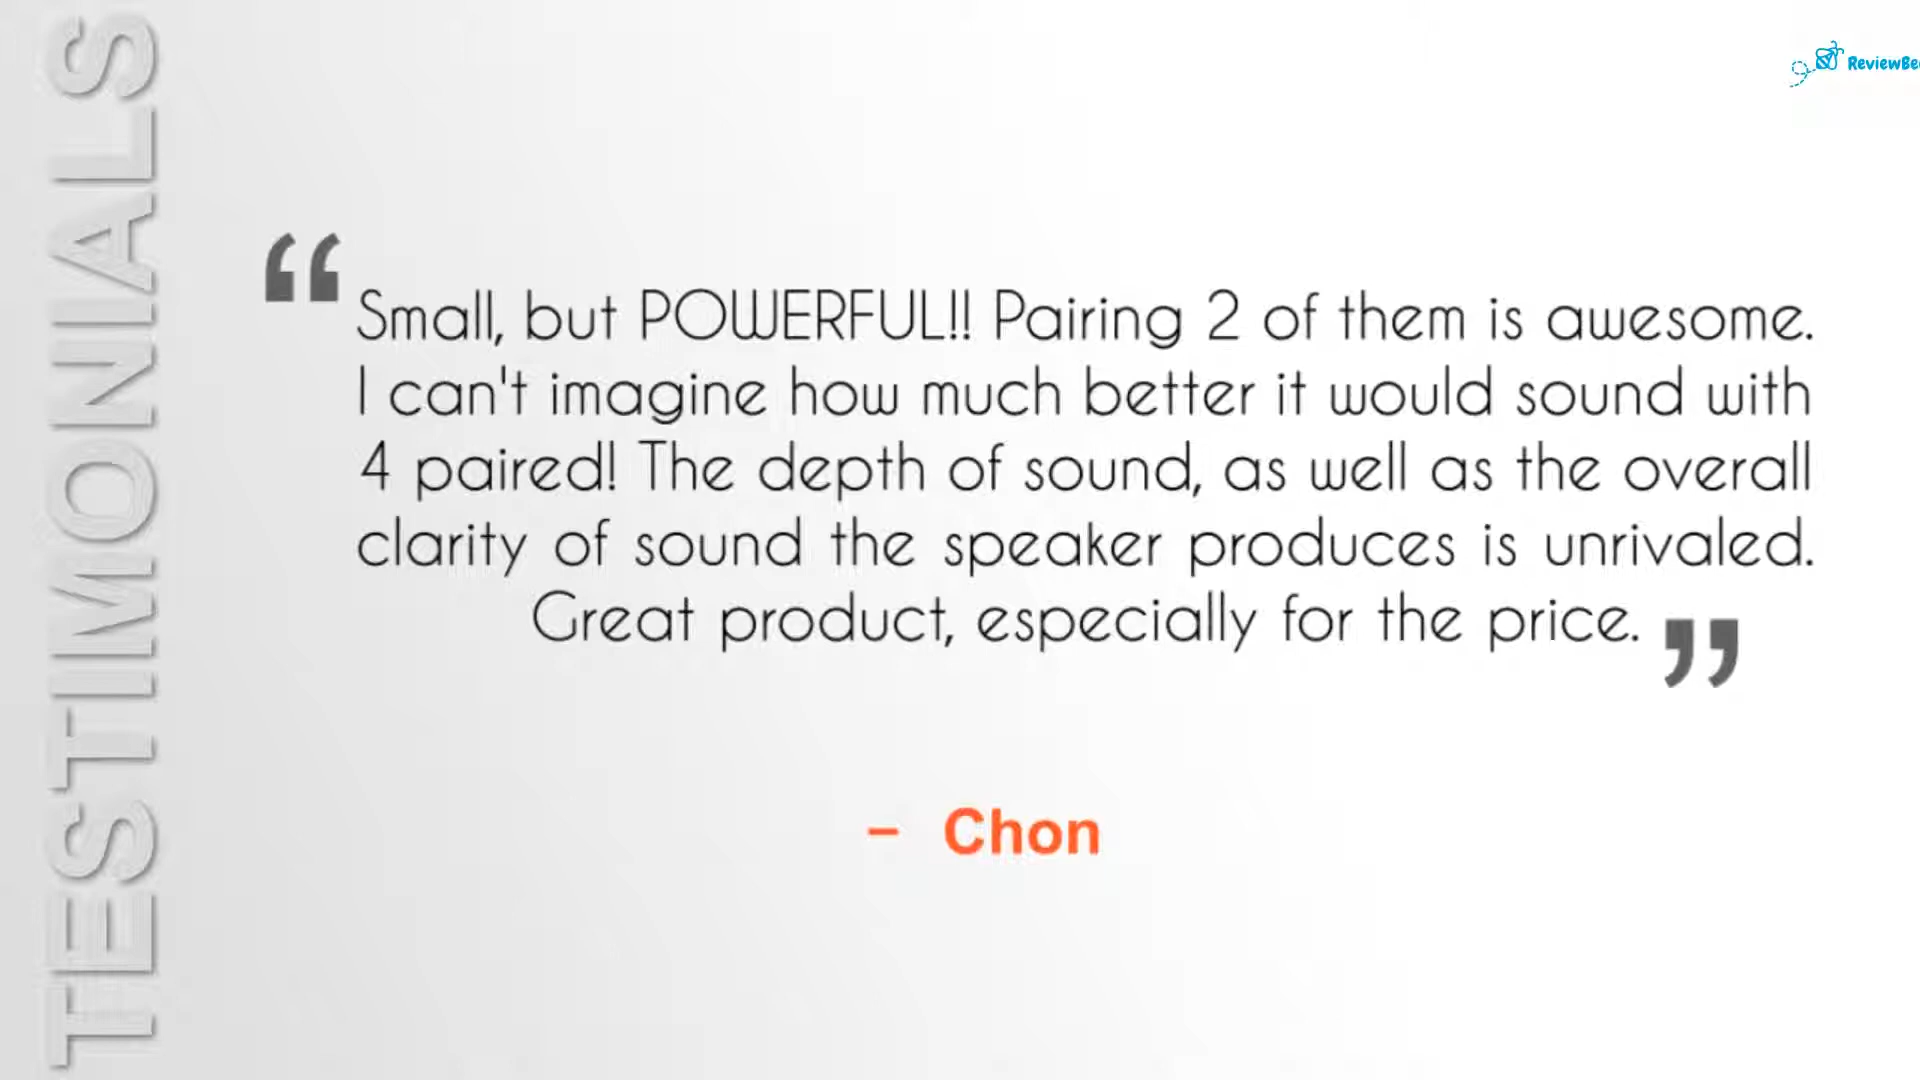 TESTIMONIALS
ReviewBee
“Small, but POWERFUL!! Pairing 2 of them is awesome.
I can't imagine how much better it would sound with
4 paired! The depth of sound, as well as the overall
clarity of sound the speaker produces is unrivaled.
Great product, especially for the price.”
– Chon